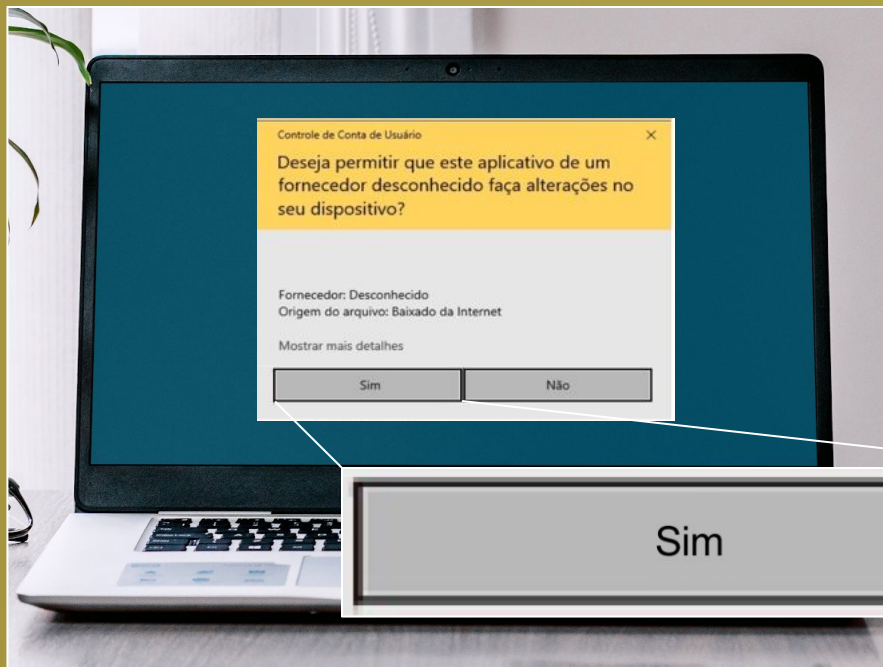 Controle de Conta de Usuário
Deseja permitir que este aplicativo de um
fornecedor desconhecido faça alterações no
seu dispositivo?
Fornecedor: Desconhecido
Origem do arquivo: Baixado da Internet
Mostrar mais detalhes
Sim Não
Sim